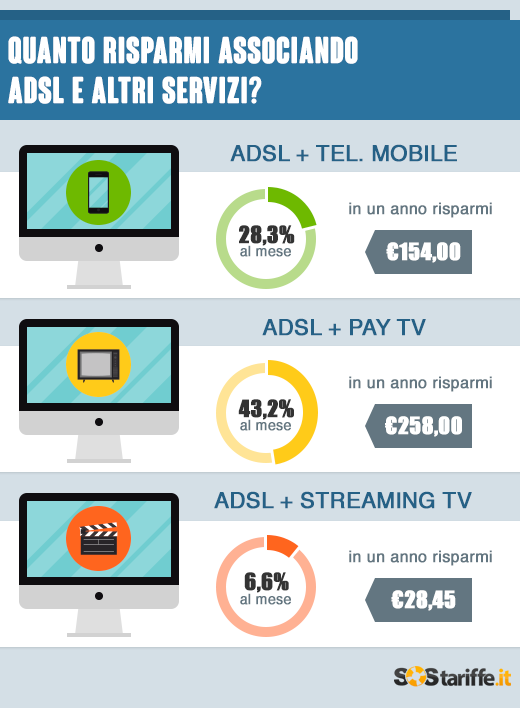 QUANTO RISPARMI ASSOCIANDO
ADSL E ALTRI SERVIZI?
ADSL + TEL. MOBILE
28,3%
al mese
in un anno risparmi
€154,00
ADSL + PAY TV
43,2%
al mese
in un anno risparmi
€258,00
ADSL + STREAMING TV
6,6%
al mese
in un anno risparmi
€28,45
SOStariffe.it